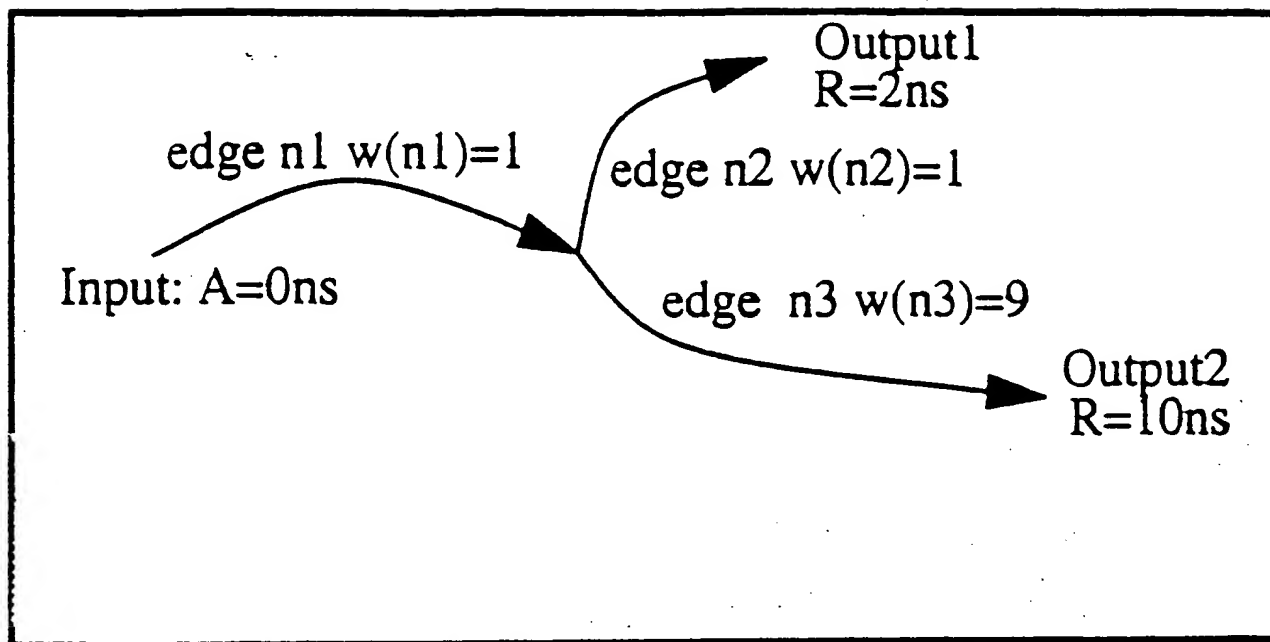 Output1
R=2ns
edge n1 w(n1)=1
edge n2 w(n2)=1
Input: A=0ns
edge n3 w(n3)=9
Output2
R=10ns